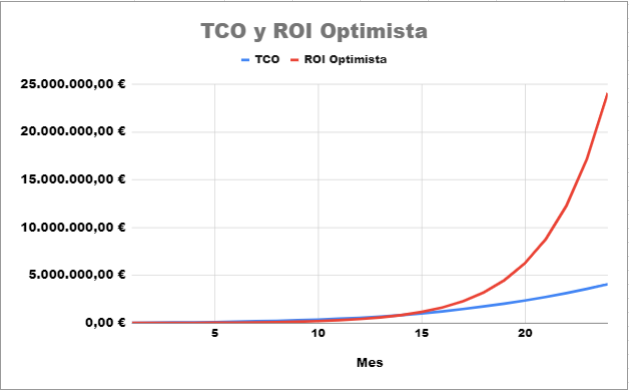 TCO y ROI Optimista
TCO ROI Optimista
25.000.000,00 €
20.000.000,00 €
15.000.000,00 €
10.000.000,00 €
5.000.000,00 €
0,00 €
5 10 15 20
Mes